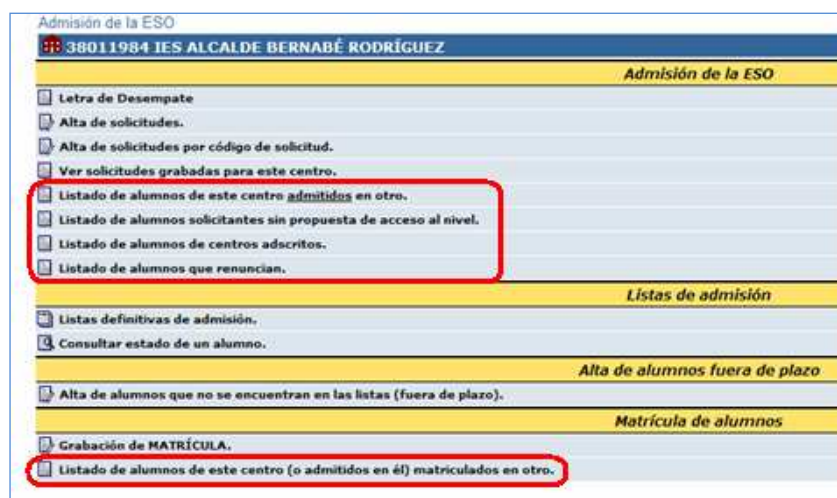 Admisión de la ESO
38011984 IES ALCALDE BERNABÉ RODRÍGUEZ
Admisión de la ESO
Letra de Desempate
Alta de solicitudes.
Alta de solicitudes por código de solicitud.
Ver solicitudes grabadas para este centro.
Listado de alumnos de este centro admitidos en otro.
Listado de alumnos solicitantes sin propuesta de acceso al nivel.
Listado de alumnos de centros adscritos.
Listado de alumnos que renuncian.
Listas de admisión
Listas definitivas de admisión.
Consultar estado de un alumno.
Alta de alumnos fuera de plazo
Alta de alumnos que no se encuentran en las listas (fuera de plazo).
Matrícula de alumnos
Grabación de MATRÍCULA.
Listado de alumnos de este centro (o admitidos en él) matriculados en otro.